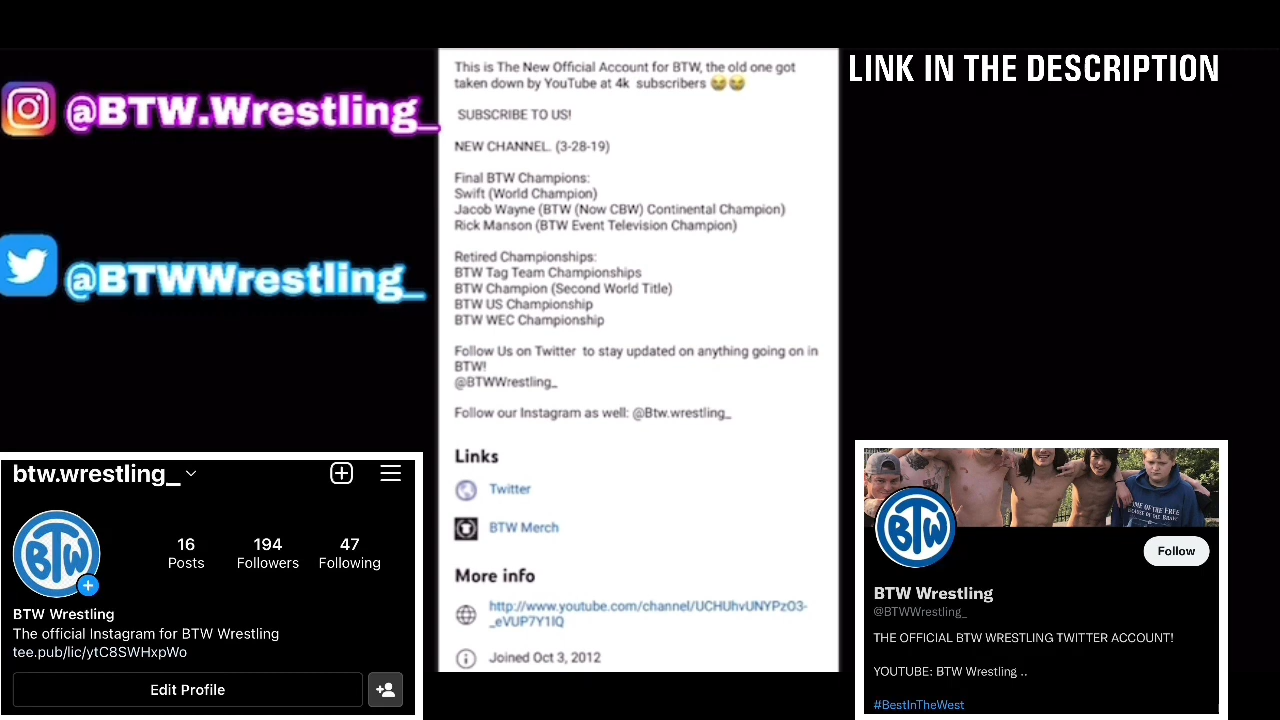 @BTW.Wrestling_
@BTWWrestling_
This is The New Official Account for BTW, the old one got
taken down by YouTube at 4k subscribers 😭😭
SUBSCRIBE TO US!
NEW CHANNEL. (3-28-19)
Final BTW Champions:
Swift (World Champion)
Jacob Wayne (BTW (Now CBW) Continental Champion)
Rick Manson (BTW Event Television Champion)
Retired Championships:
BTW Tag Team Championships
BTW Champion (Second World Title)
BTW US Championship
BTW WEC Championship
Follow Us on Twitter to stay updated on anything going on in
BTW!
@BTWWrestling_
Follow our Instagram as well: @Btw.wrestling_
Links
Twitter
BTW Merch
More info
http://www.youtube.com/channel/UCHUhvUNYPzO3-
_eVUP7Y1lQ
Joined Oct 3, 2012
LINK IN THE DESCRIPTION
btw.wrestling_
BTW
16
Posts
194
Followers
47
Following
BTW Wrestling
The official Instagram for BTW Wrestling
tee.pub/lic/ytC8SWHxpWo
Edit Profile
BTW
Follow
BTW Wrestling
@BTWWrestling_
THE OFFICIAL BTW WRESTLING TWITTER ACCOUNT!
YOUTUBE: BTW Wrestling ..
#BestInTheWest